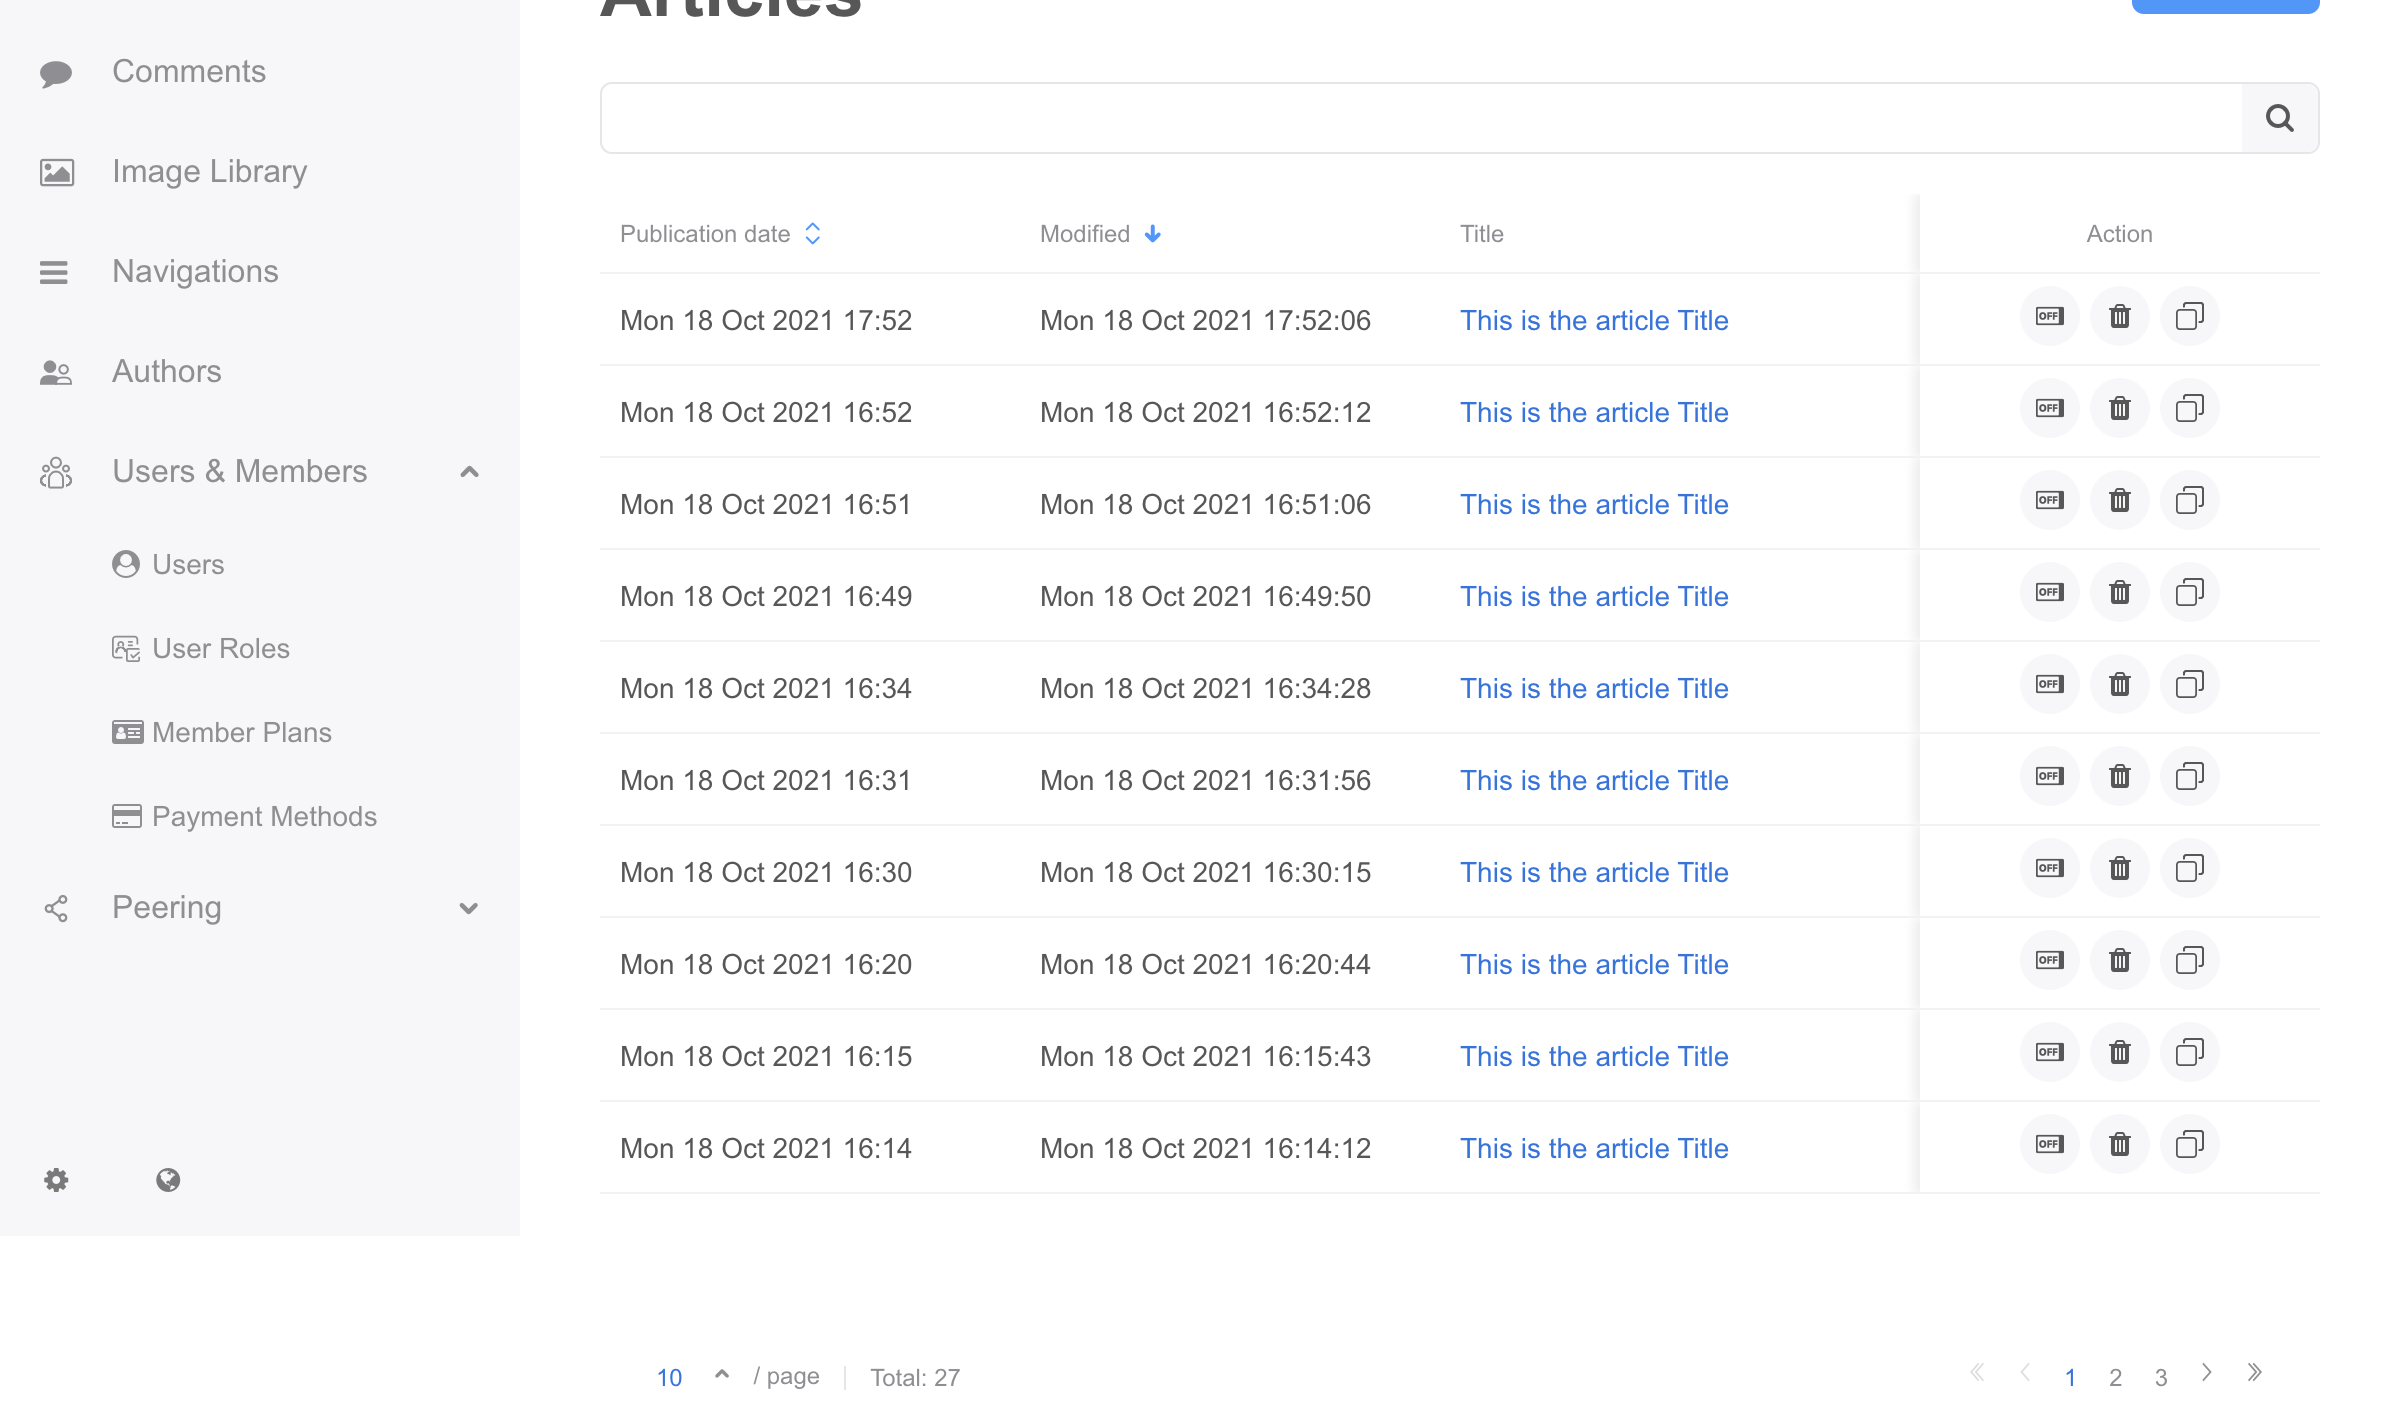 Articles
Comments
Image Library
Navigations
Authors
Users & Members
Users
User Roles
Member Plans
Payment Methods
Peering
Publication date Modified Title Action
Mon 18 Oct 2021 17:52 Mon 18 Oct 2021 17:52:06 This is the article Title OFF
Mon 18 Oct 2021 16:52 Mon 18 Oct 2021 16:52:12 This is the article Title OFF
Mon 18 Oct 2021 16:51 Mon 18 Oct 2021 16:51:06 This is the article Title OFF
Mon 18 Oct 2021 16:49 Mon 18 Oct 2021 16:49:50 This is the article Title OFF
Mon 18 Oct 2021 16:34 Mon 18 Oct 2021 16:34:28 This is the article Title OFF
Mon 18 Oct 2021 16:31 Mon 18 Oct 2021 16:31:56 This is the article Title OFF
Mon 18 Oct 2021 16:30 Mon 18 Oct 2021 16:30:15 This is the article Title OFF
Mon 18 Oct 2021 16:20 Mon 18 Oct 2021 16:20:44 This is the article Title OFF
Mon 18 Oct 2021 16:15 Mon 18 Oct 2021 16:15:43 This is the article Title OFF
Mon 18 Oct 2021 16:14 Mon 18 Oct 2021 16:14:12 This is the article Title OFF
10 / page Total: 27 1 2 3